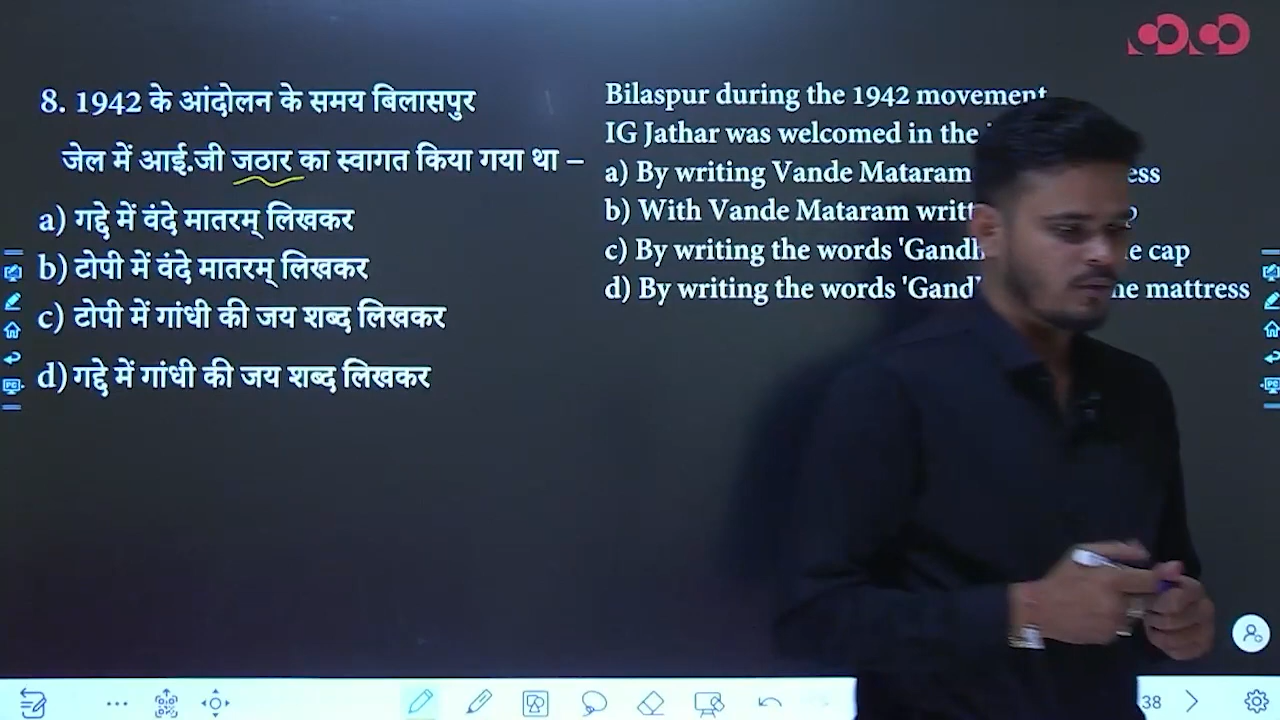 8. 1942 के आंदोलन के समय बिलासपुर
जेल में आई.जी जठार का स्वागत किया गया था –
a) गद्दे में वंदे मातरम् लिखकर
b) टोपी में वंदे मातरम् लिखकर
c) टोपी में गांधी की जय शब्द लिखकर
d) गद्दे में गांधी की जय शब्द लिखकर
Bilaspur during the 1942 movement
IG Jathar was welcomed in the
a) By writing Vande Mataram
b) With Vande Mataram
c) By writing the words cap
d) By writing the words mattress
38